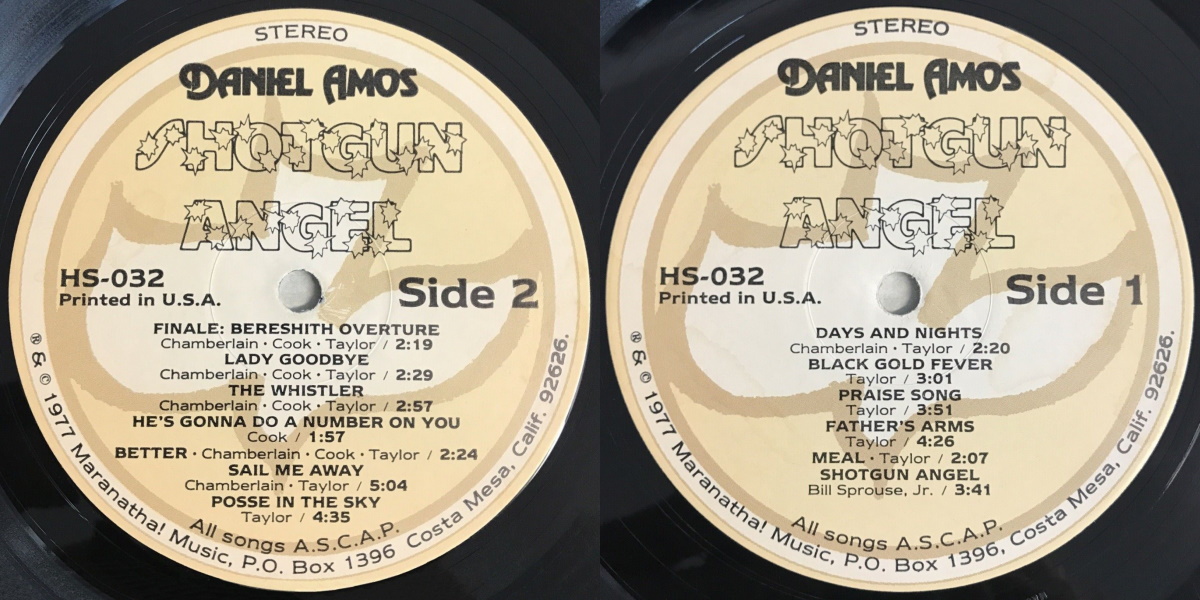 STEREO
DANIEL AMOS
SHOTGUN
ANGEL
HS-032
Printed in U.S.A.
Side 2
FINALE: BERESHITH OVERTURE
Chamberlain · Cook · Taylor / 2:19
LADY GOODBYE
Chamberlain · Cook · Taylor / 2:29
THE WHISTLER
Chamberlain · Cook · Taylor / 2:57
HE'S GONNA DO A NUMBER ON YOU
Cook / 1:57
BETTER · Chamberlain · Cook · Taylor / 2:24
SAIL ME AWAY
Chamberlain · Taylor / 5:04
POSSE IN THE SKY
Taylor / 4:35
All songs A.S.C.A.P.
℗ & © 1977 Maranatha! Music, P.O. Box 1396 Costa Mesa, Calif. 92626.
STEREO
DANIEL AMOS
SHOTGUN
ANGEL
HS-032
Printed in U.S.A.
Side 1
DAYS AND NIGHTS
Chamberlain · Taylor / 2:20
BLACK GOLD FEVER
Taylor / 3:01
PRAISE SONG
Taylor / 3:51
FATHER'S ARMS
Taylor / 4:26
MEAL · Taylor / 2:07
SHOTGUN ANGEL
Bill Sprouse, Jr. / 3:41
All songs A.S.C.A.P.
℗ & © 1977 Maranatha! Music, P.O. Box 1396, Costa Mesa, Calif. 92626.